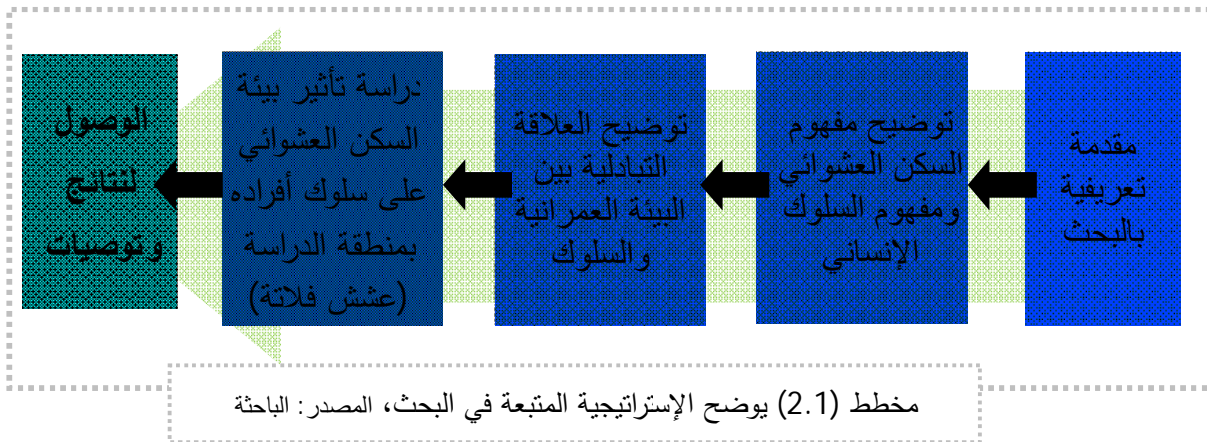 مقدمة
تعريفية
بالبحث
توضيح مفهوم
السكن العشوائي
ومفهوم السلوك
الإنساني
توضيح العلاقة
التبادلية بين
البيئة العمرانية
والسلوك
دراسة تأثير بيئة
السكن العشوائي
على سلوك أفراده
بمنطقة الدراسة
(عشش فلاتة)
الوصول
لنتائج
وتوصيات
مخطط (2.1) يوضح الإستراتيجية المتبعة في البحث، المصدر: الباحثة